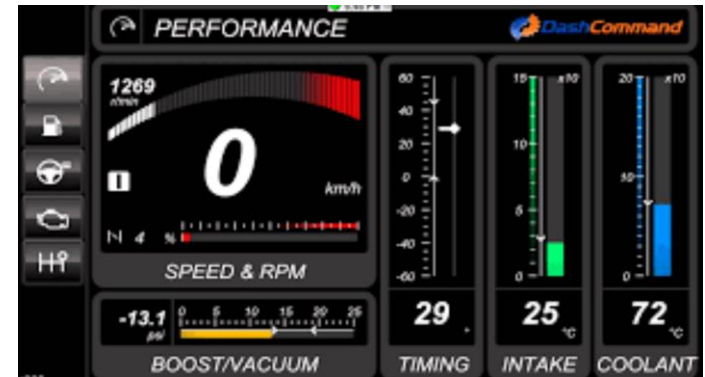 PERFORMANCE
DashCommand
1269
r/min
0
km/h
4 %
SPEED & RPM
-13.1
psi
0 5 10 15 20 25
BOOST/VACUUM
60
40
20
0
-20
-40
-60
29 °
TIMING
15 x10
10
5
0
25 °C
INTAKE
20 x10
10
0
72 °C
COOLANT